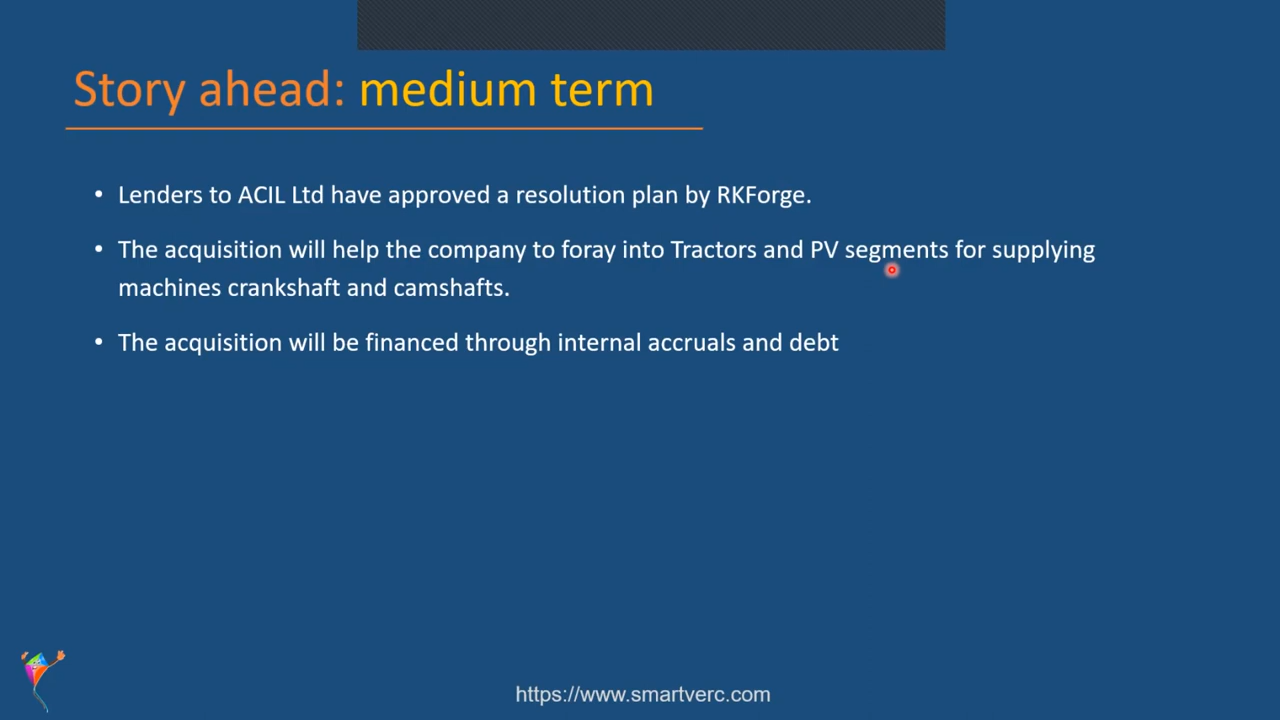 Story ahead: medium term
• Lenders to ACIL Ltd have approved a resolution plan by RKForge.
• The acquisition will help the company to foray into Tractors and PV segments for supplying
machines crankshaft and camshafts.
• The acquisition will be financed through internal accruals and debt
https://www.smartverc.com